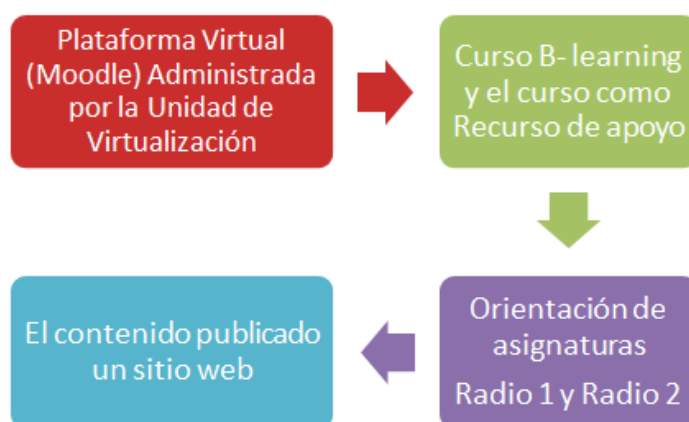 Plataforma Virtual
(Moodle) Administrada
por la Unidad de
Virtualización
Curso B- learning
y el curso como
Recurso de apoyo
Orientación de
asignaturas
Radio 1 y Radio 2
El contenido publicado
un sitio web